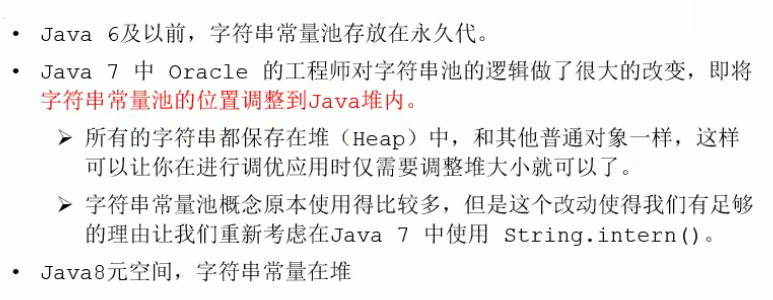 • Java 6及以前，字符串常量池存放在永久代。
• Java 7 中 Oracle 的工程师对字符串池的逻辑做了很大的改变，即将
字符串常量池的位置调整到Java堆内。
➢ 所有的字符串都保存在堆（Heap）中，和其他普通对象一样，这样
可以让你在进行调优应用时仅需要调整堆大小就可以了。
➢ 字符串常量池概念原本使用得比较多，但是这个改动使得我们有足够
的理由让我们重新考虑在Java 7 中使用 String.intern()。
• Java8元空间，字符串常量在堆